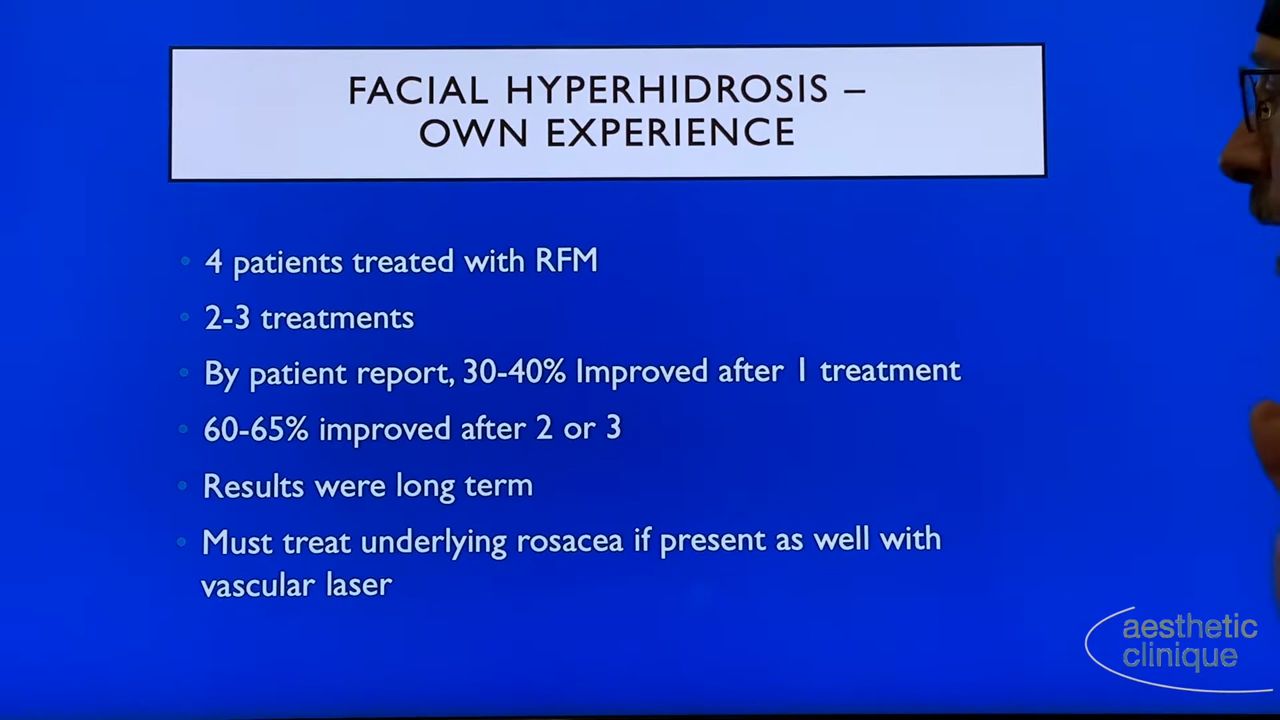 FACIAL HYPERHIDROSIS –
OWN EXPERIENCE
• 4 patients treated with RFM
• 2-3 treatments
• By patient report, 30-40% Improved after 1 treatment
• 60-65% improved after 2 or 3
• Results were long term
• Must treat underlying rosacea if present as well with
vascular laser
aesthetic
clinique